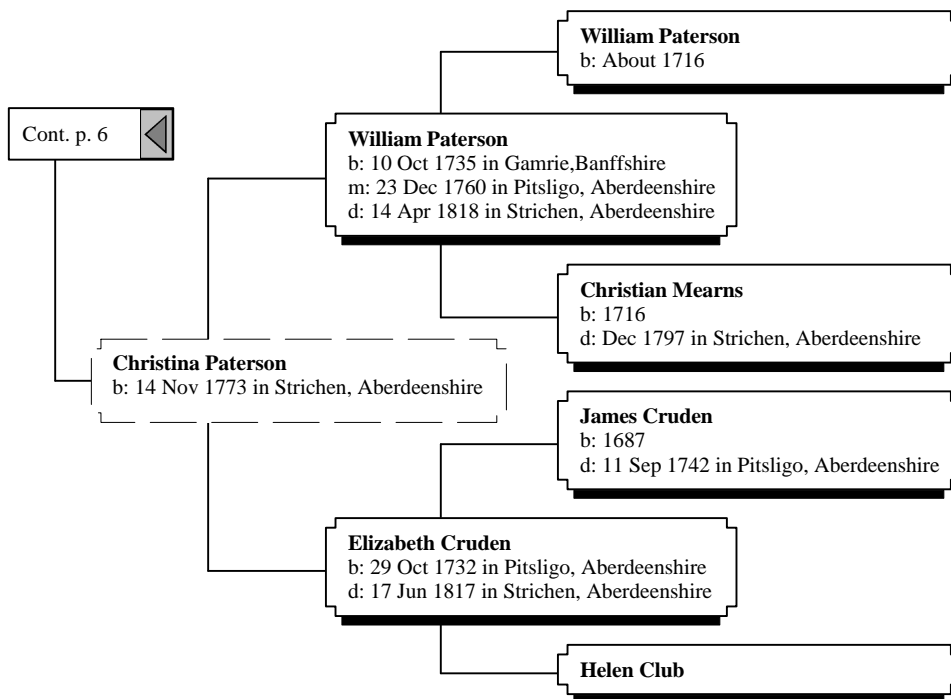 William Paterson
b: About 1716
Cont. p. 6
William Paterson
b: 10 Oct 1735 in Gamrie,Banffshire
m: 23 Dec 1760 in Pitsligo, Aberdeenshire
d: 14 Apr 1818 in Strichen, Aberdeenshire
Christian Mearns
b: 1716
d: Dec 1797 in Strichen, Aberdeenshire
Christina Paterson
b: 14 Nov 1773 in Strichen, Aberdeenshire
James Cruden
b: 1687
d: 11 Sep 1742 in Pitsligo, Aberdeenshire
Elizabeth Cruden
b: 29 Oct 1732 in Pitsligo, Aberdeenshire
d: 17 Jun 1817 in Strichen, Aberdeenshire
Helen Club